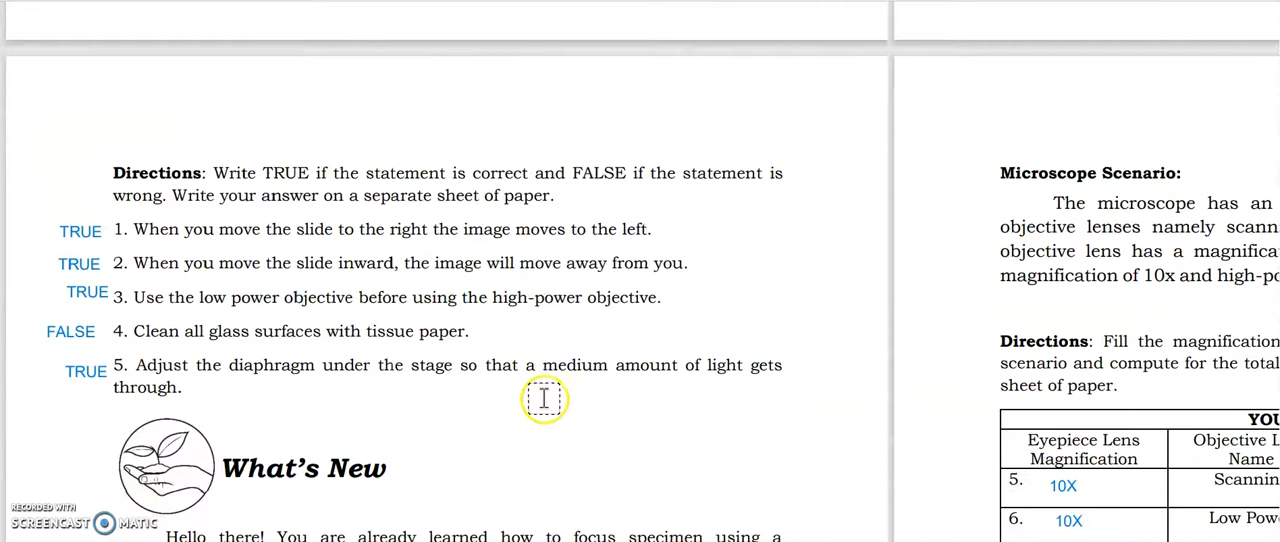 Directions: Write TRUE if the statement is correct and FALSE if the statement is
wrong. Write your answer on a separate sheet of paper.
TRUE 1. When you move the slide to the right the image moves to the left.
TRUE 2. When you move the slide inward, the image will move away from you.
TRUE 3. Use the low power objective before using the high-power objective.
FALSE 4. Clean all glass surfaces with tissue paper.
TRUE 5. Adjust the diaphragm under the stage so that a medium amount of light gets
through.
What's New
Hello there! You are already learned how to focus specimen using a
RECORDED WITH
SCREENCAST MATIC
Microscope Scenario:
The microscope has an
objective lenses namely scann
objective lens has a magnifica
magnification of 10x and high-po
Directions: Fill the magnification
scenario and compute for the total
sheet of paper.
YOU
Eyepiece Lens
Magnification
Objective L
Name
5. 10X Scannin
6. 10X Low Pow